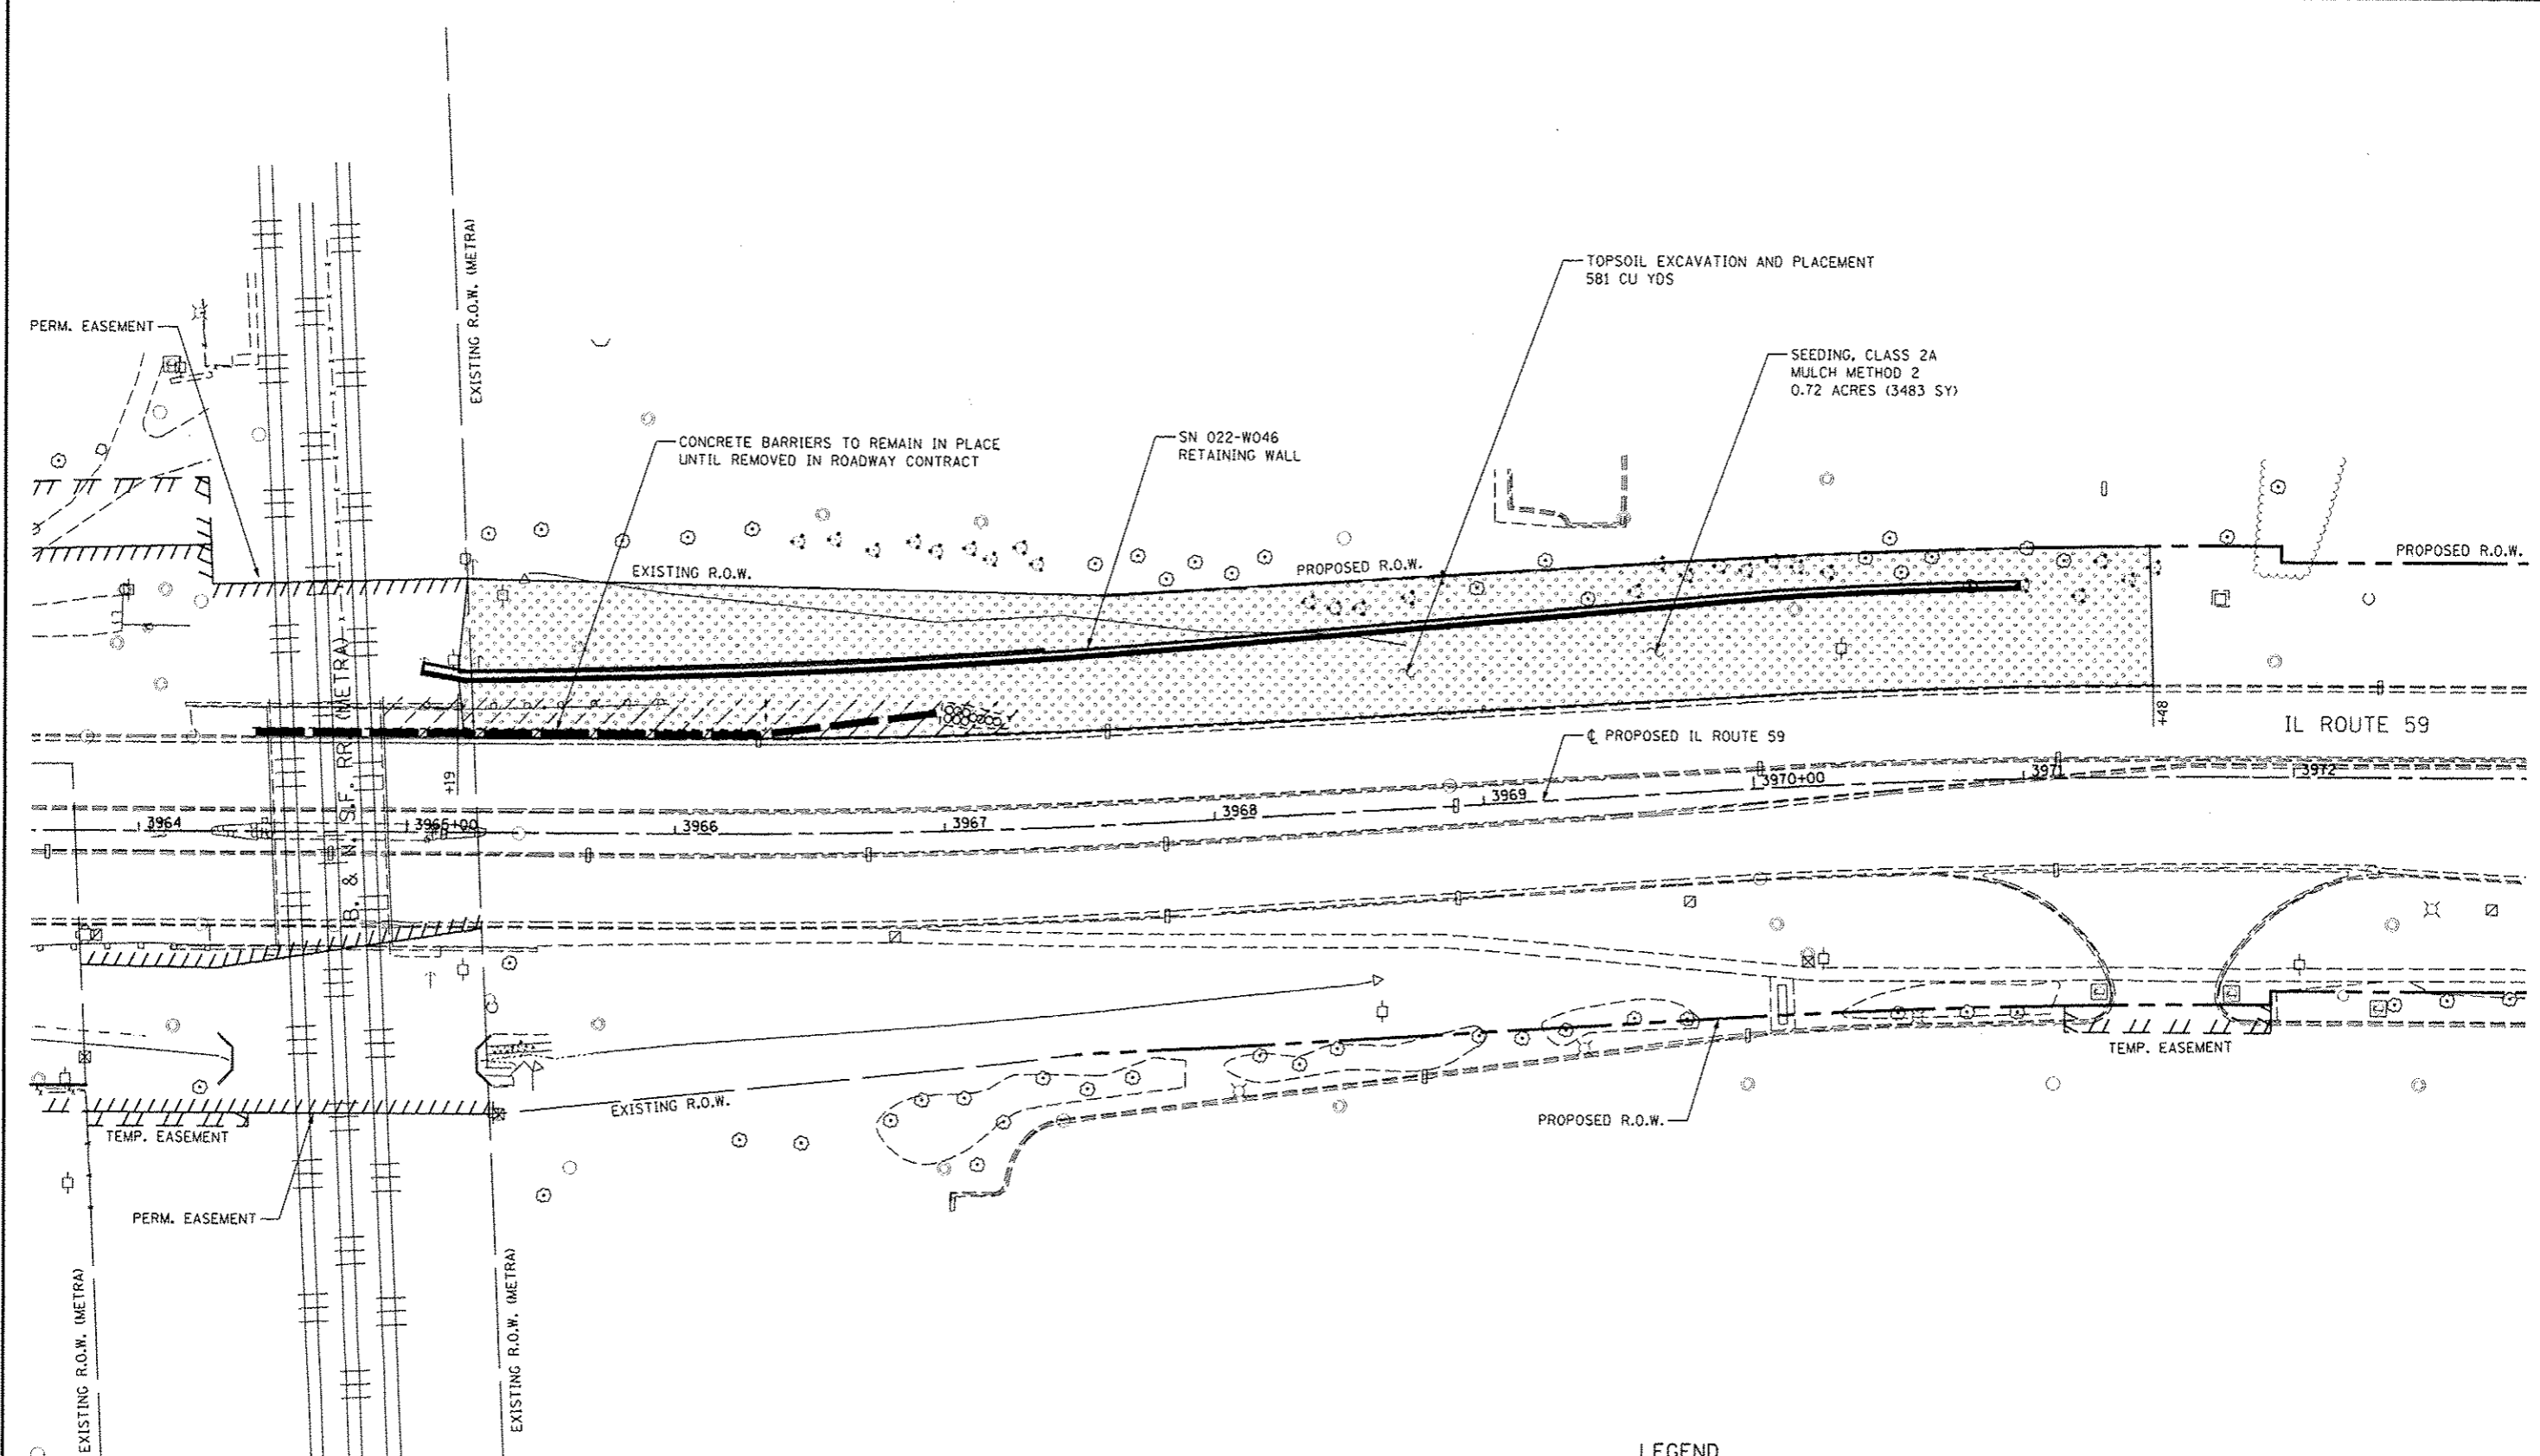 EXISTING R.O.W. (METRA)
TOPSOIL EXCAVATION AND PLACEMENT
581 CU YDS
PERM. EASEMENT
SEEDING, CLASS 2A
MULCH METHOD 2
0.72 ACRES (3483 SY)
CONCRETE BARRIERS TO REMAIN IN PLACE
UNTIL REMOVED IN ROADWAY CONTRACT
SN 022-W046
RETAINING WALL
EXISTING R.O.W.
PROPOSED R.O.W.
PROPOSED R.O.W.
B. & N. S.F. RR (METRA)
+48
IL ROUTE 59
℄ PROPOSED IL ROUTE 59
+19
3964
3965+00
3966
3967
3968
3969
3970+00
3971
3972
TEMP. EASEMENT
EXISTING R.O.W.
PROPOSED R.O.W.
TEMP. EASEMENT
PERM. EASEMENT
EXISTING R.O.W. (METRA)
EXISTING R.O.W. (METRA)
LEGEND